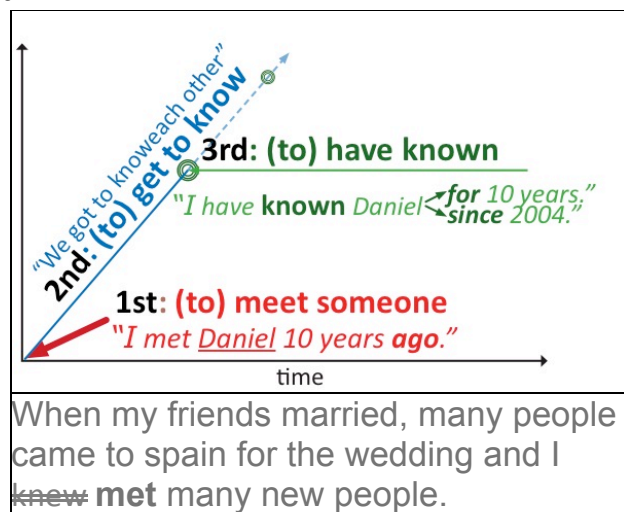 "We got to knoweach other"
2nd: (to) get to know
3rd: (to) have known
"I have known Daniel for 10 years."
since 2004."
1st: (to) meet someone
"I met Daniel 10 years ago."
time
When my friends married, many people
came to spain for the wedding and I
knew met many new people.